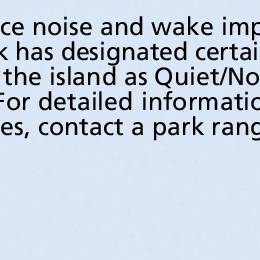 ce noise and wake imp
k has designated certai
the island as Quiet/No
For detailed informatio
es, contact a park rang